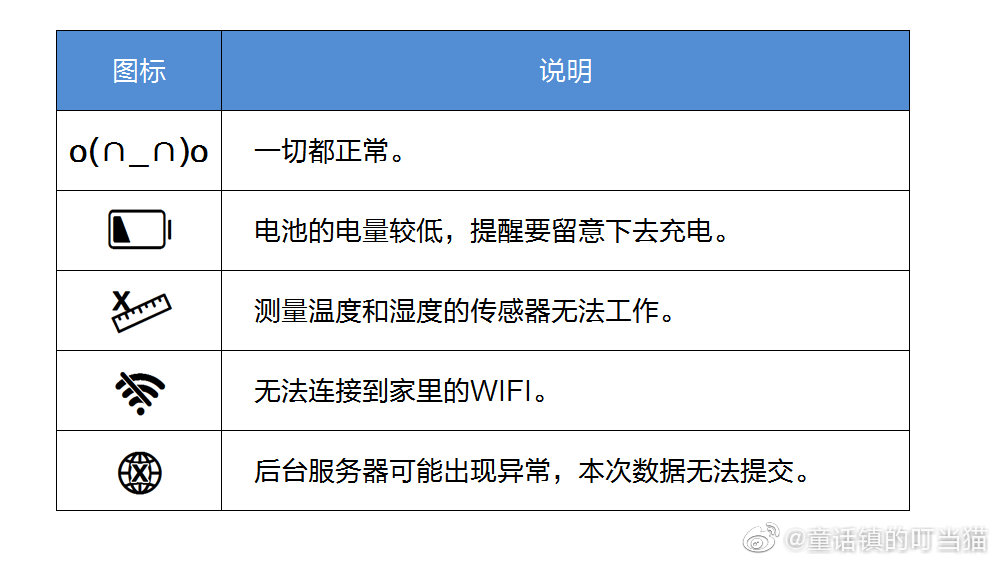 图标 说明
o(∩_∩)o 一切都正常。
电池的电量较低，提醒要留意下去充电。
X 测量温度和湿度的传感器无法工作。
无法连接到家里的WIFI。
X 后台服务器可能出现异常，本次数据无法提交。
@童话镇的叮当猫